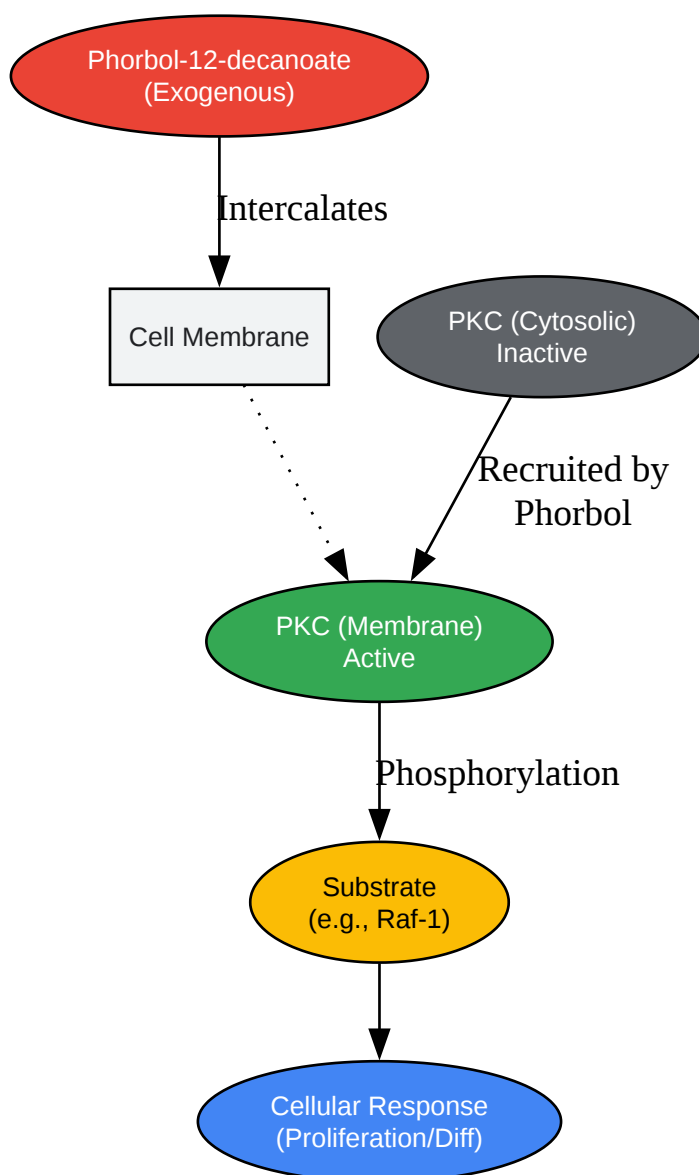 Phorbol-12-decanoate
(Exogenous)
Intercalates
Cell Membrane
PKC (Cytosolic)
Inactive
Recruited by
Phorbol
PKC (Membrane)
Active
Phosphorylation
Substrate
(e.g., Raf-1)
Cellular Response
(Proliferation/Diff)